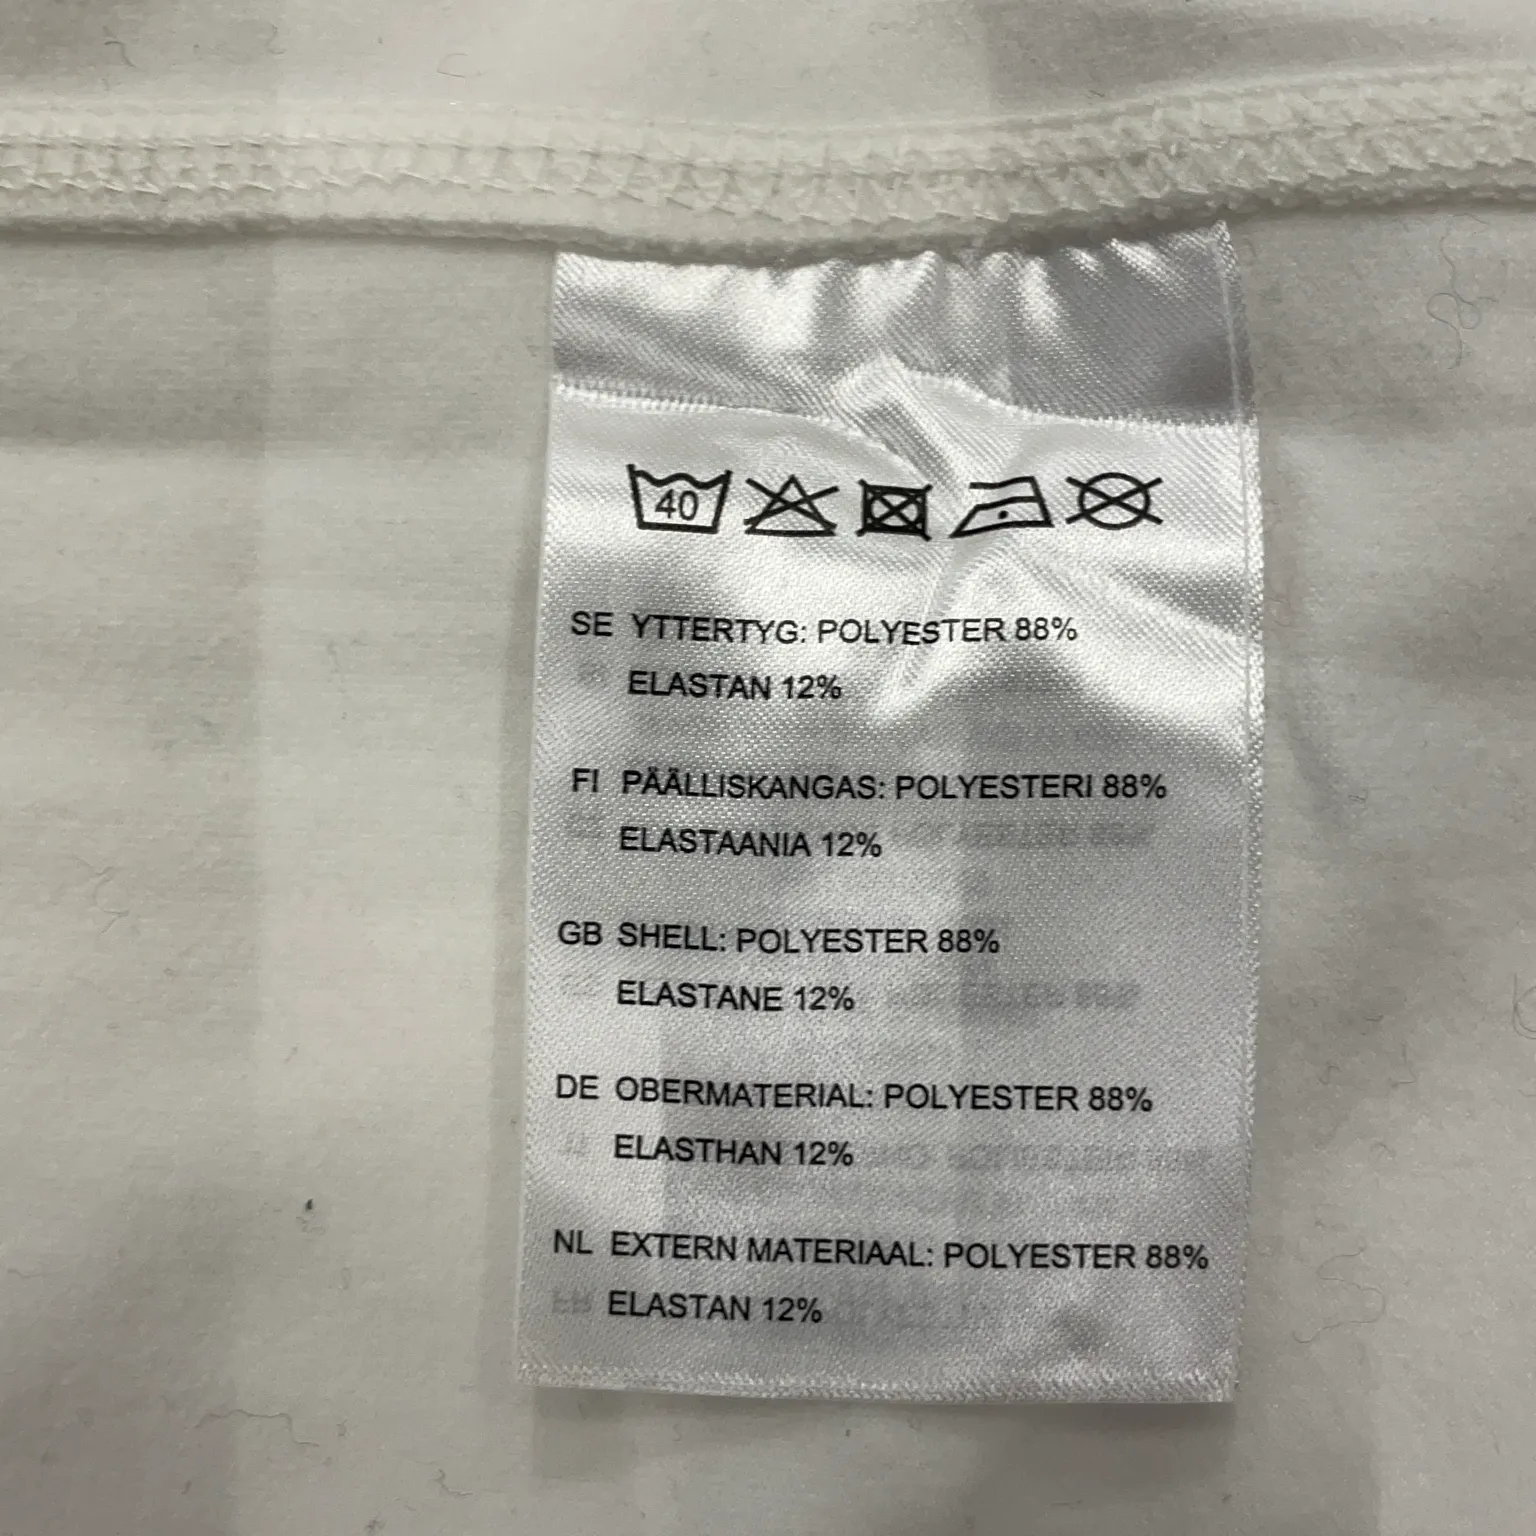 40
SE YTTERTYG: POLYESTER 88%
ELASTAN 12%
FI PÄÄLLISKANGAS: POLYESTERI 88%
ELASTAANIA 12%
GB SHELL: POLYESTER 88%
ELASTANE 12%
DE OBERMATERIAL: POLYESTER 88%
ELASTHAN 12%
NL EXTERN MATERIAAL: POLYESTER 88%
ELASTAN 12%